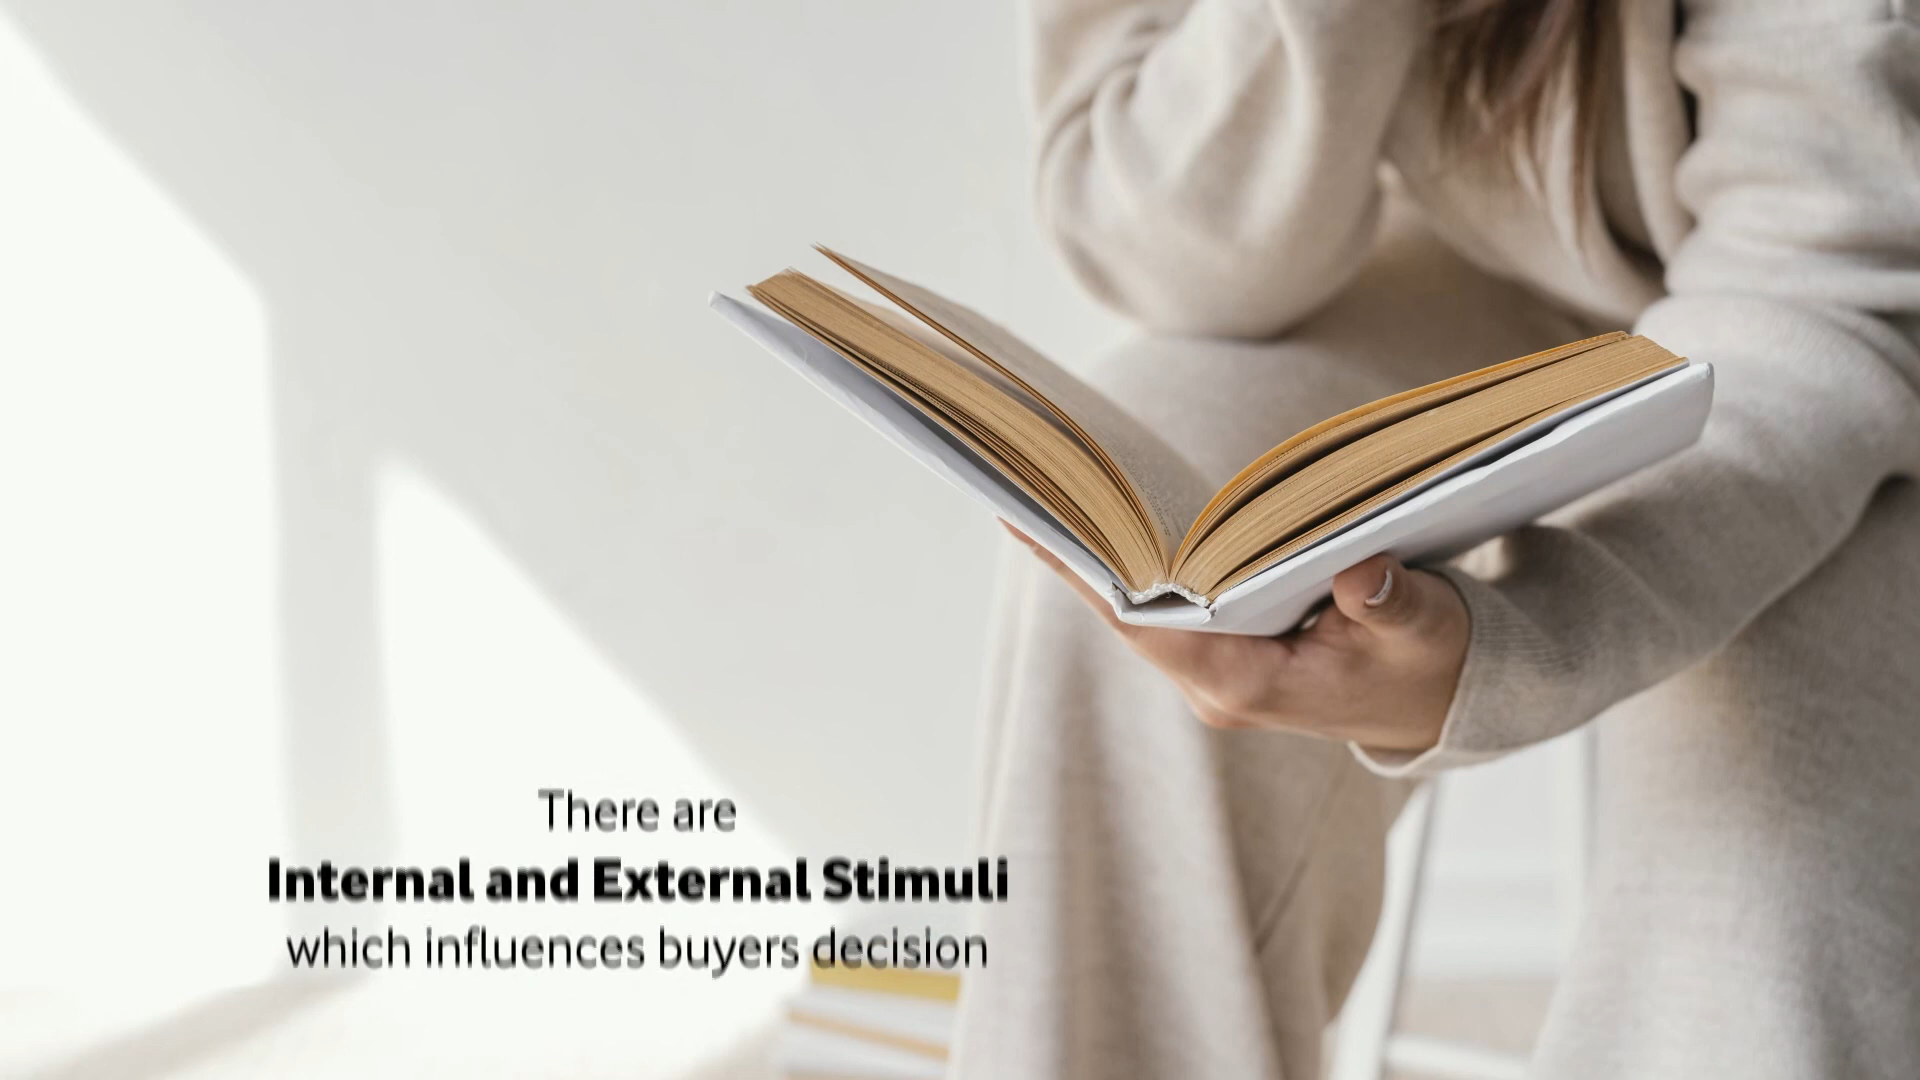 There are
Internal and External Stimuli
which influences buyers decision